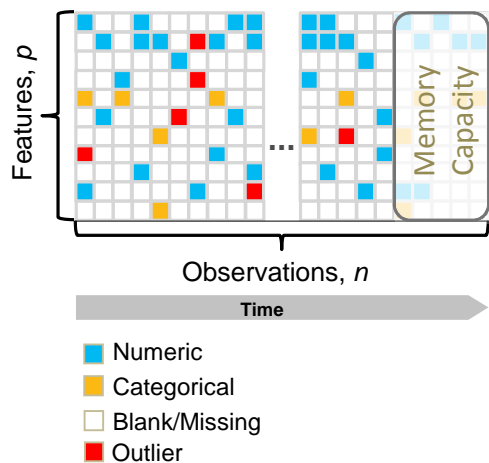 Features, p
...
Memory
Capacity
Observations, n
Time
Numeric
Categorical
Blank/Missing
Outlier